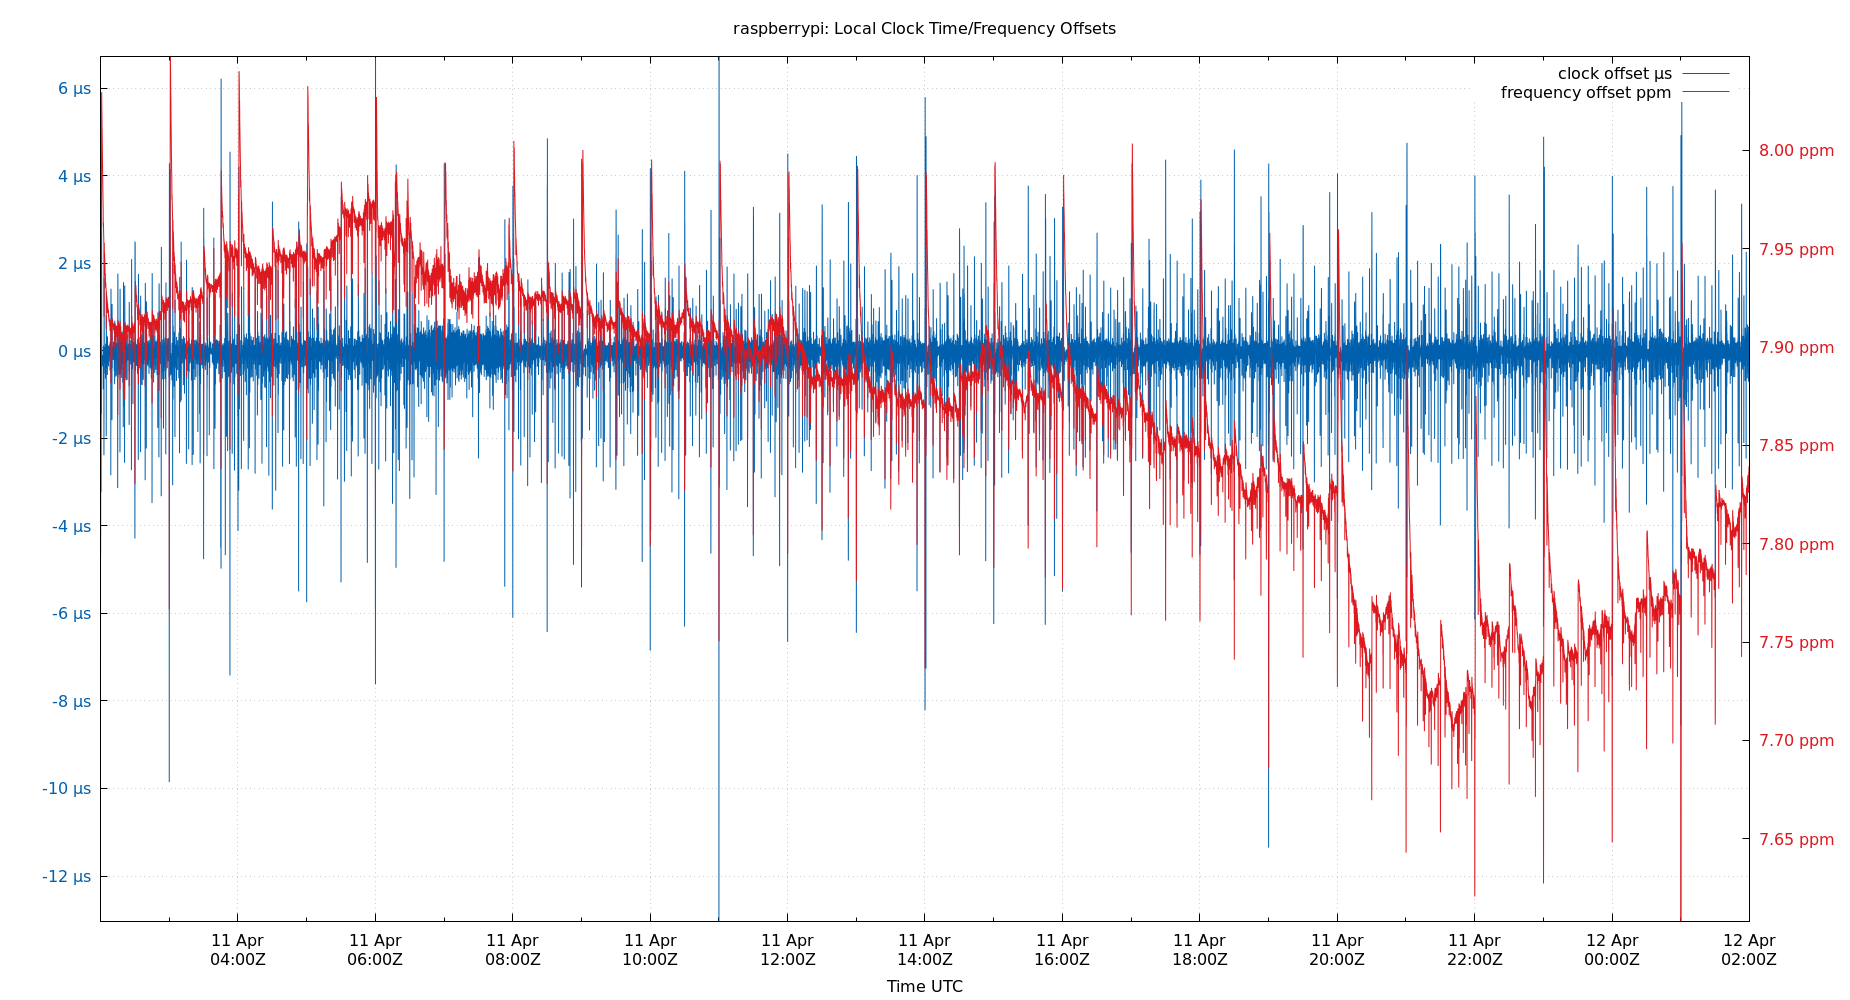 raspberrypi: Local Clock Time/Frequency Offsets
clock offset µs
frequency offset ppm
6 µs
4 µs
2 µs
0 µs
-2 µs
-4 µs
-6 µs
-8 µs
-10 µs
-12 µs
8.00 ppm
7.95 ppm
7.90 ppm
7.85 ppm
7.80 ppm
7.75 ppm
7.70 ppm
7.65 ppm
11 Apr 11 Apr 11 Apr 11 Apr 11 Apr 11 Apr 11 Apr 11 Apr 11 Apr 11 Apr 12 Apr 12 Apr
04:00Z 06:00Z 08:00Z 10:00Z 12:00Z 14:00Z 16:00Z 18:00Z 20:00Z 22:00Z 00:00Z 02:00Z
Time UTC